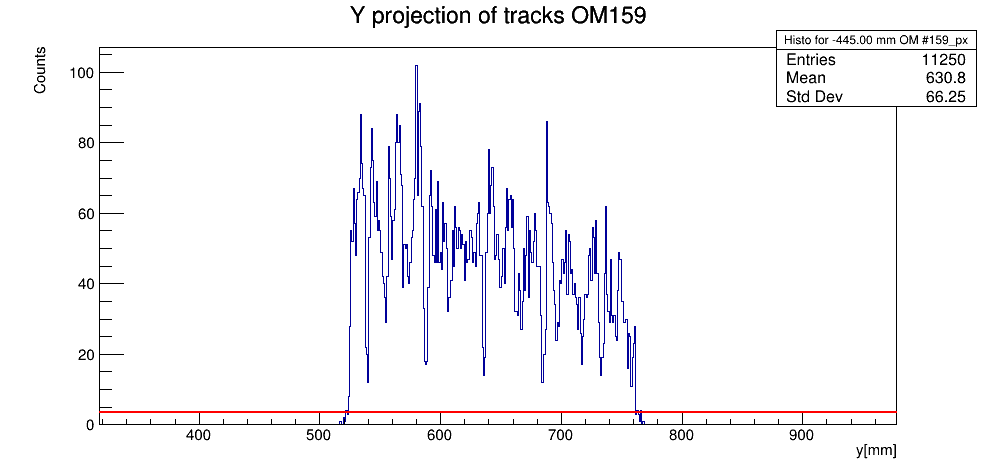 Y projection of tracks OM159
Histo for -445.00 mm OM #159_px
Entries 11250
Mean 630.8
Std Dev 66.25
Counts
100
80
60
40
20
0
400 500 600 700 800 900
y[mm]